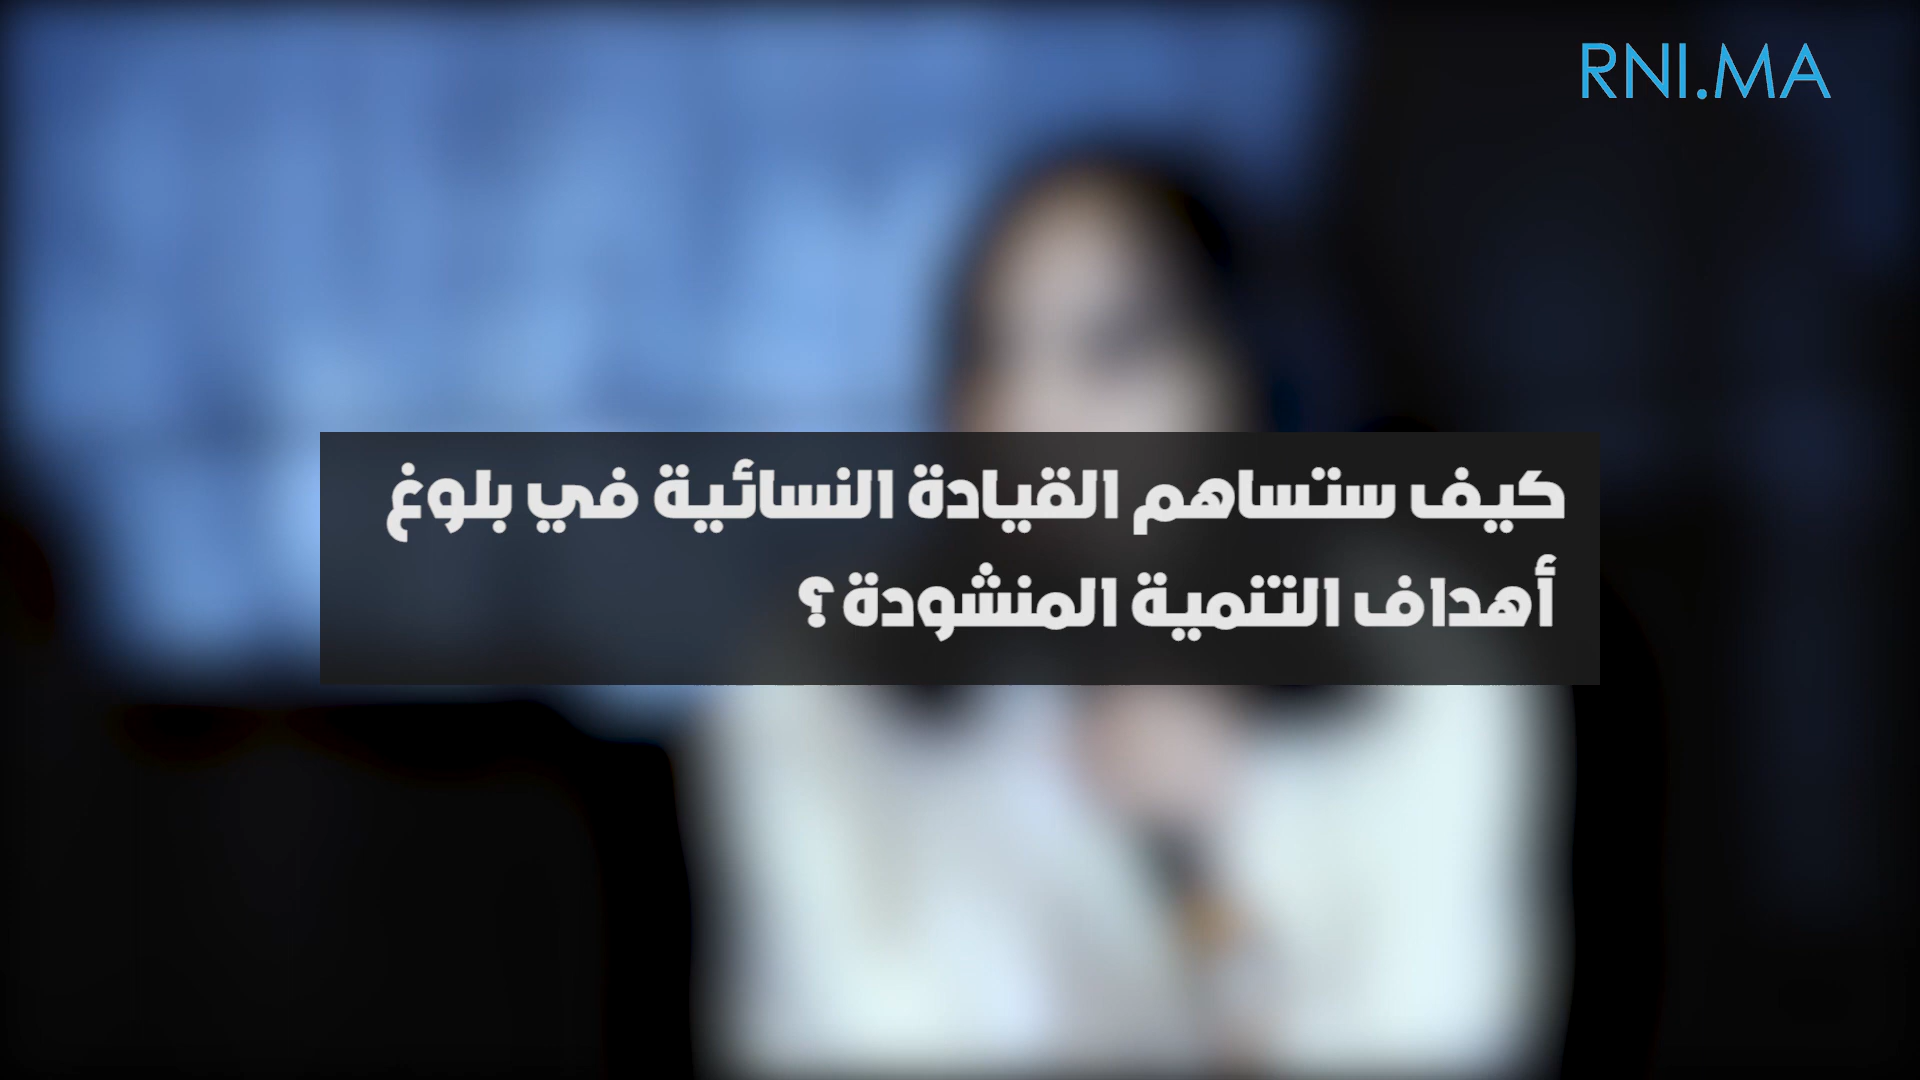 RNI.MA
كيف ستساهم القيادة النسائية في بلوغ
أهداف التنمية المنشودة؟